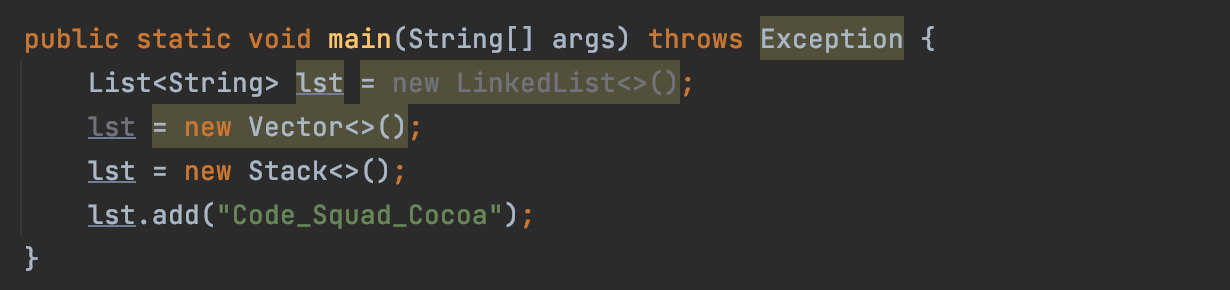 public static void main(String[] args) throws Exception {
    List<String> lst = new LinkedList<>();
    lst = new Vector<>();
    lst = new Stack<>();
    lst.add("Code_Squad_Cocoa");
}